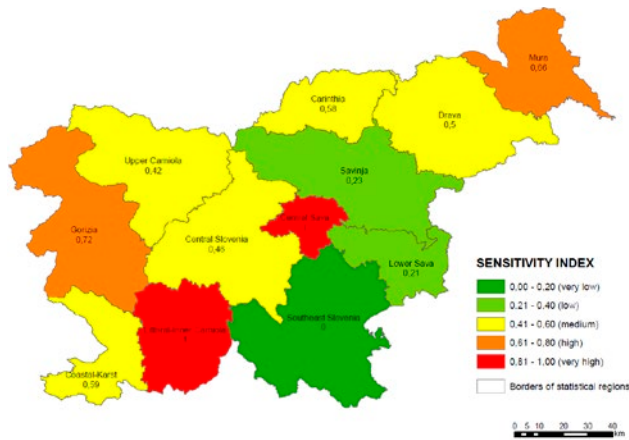 Mura
0,66
Carinthia
0,58
Drava
0,5
Upper Carniola
0,42
Savinja
0,23
Gorizia
0,72
Central Slovenia
0,46
Central Sava
Lower Sava
0,21
Southeast Slovenia
0
1
Coastal-Karst
0,59
SENSITIVITY INDEX
0,00 - 0,20 (very low)
0,21 - 0,40 (low)
0,41 - 0,60 (medium)
0,61 - 0,80 (high)
0,81 - 1,00 (very high)
Borders of statistical regions
0 5 10 20 30 40
km